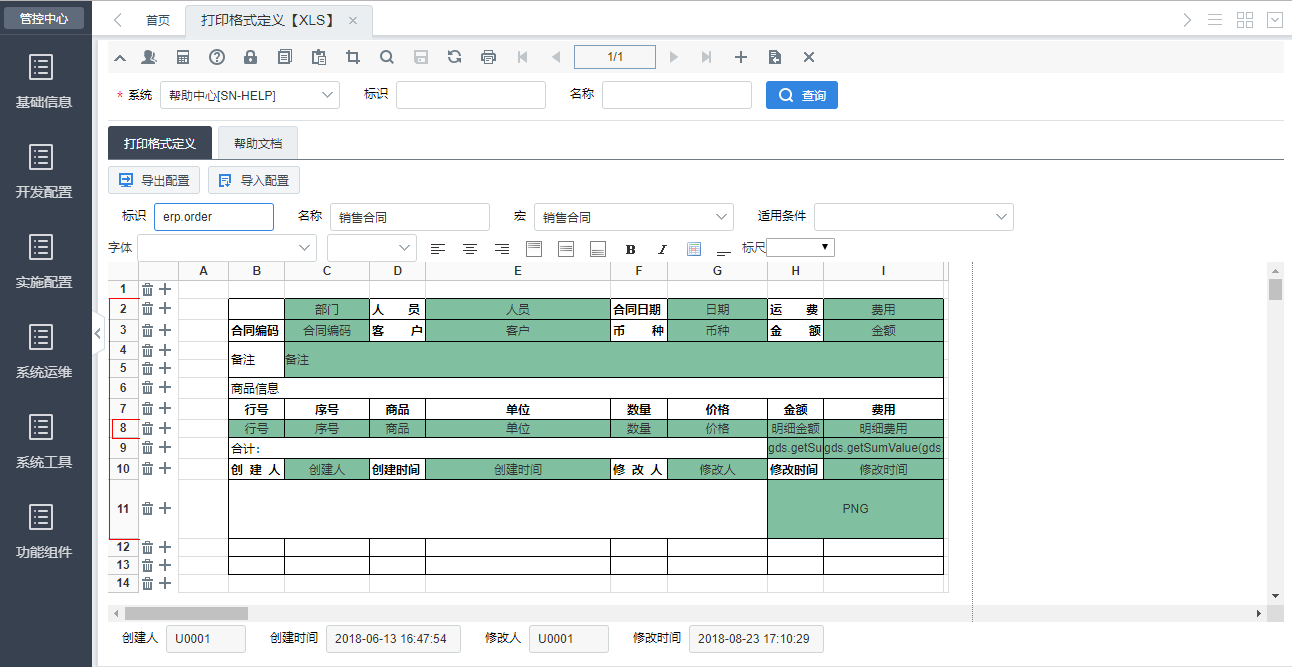 管控中心
首页 打印格式定义【XLS】 ×
基础信息
开发配置
实施配置
系统运维
系统工具
功能组件
1/1
* 系统 帮助中心[SN-HELP] 标识 名称 查询
打印格式定义 帮助文档
导出配置 导入配置
标识 erp.order 名称 销售合同 宏 销售合同 适用条件
字体 B I 标尺
A B C D E F G H I
1
2 部门 人 员 人员 合同日期 日期 运 费 费用
3 合同编码 合同编码 客 户 客户 币 种 币种 金 额 金额
4
备注 备注
5
6 商品信息
7 行号 序号 商品 单位 数量 价格 金额 费用
8 行号 序号 商品 单位 数量 价格 明细金额 明细费用
9 合计： gds.getSu gds.getSumValue(gds
10 创 建 人 创建人 创建时间 创建时间 修 改 人 修改人 修改时间 修改时间
11 PNG
12
13
14
创建人 U0001 创建时间 2018-06-13 16:47:54 修改人 U0001 修改时间 2018-08-23 17:10:29